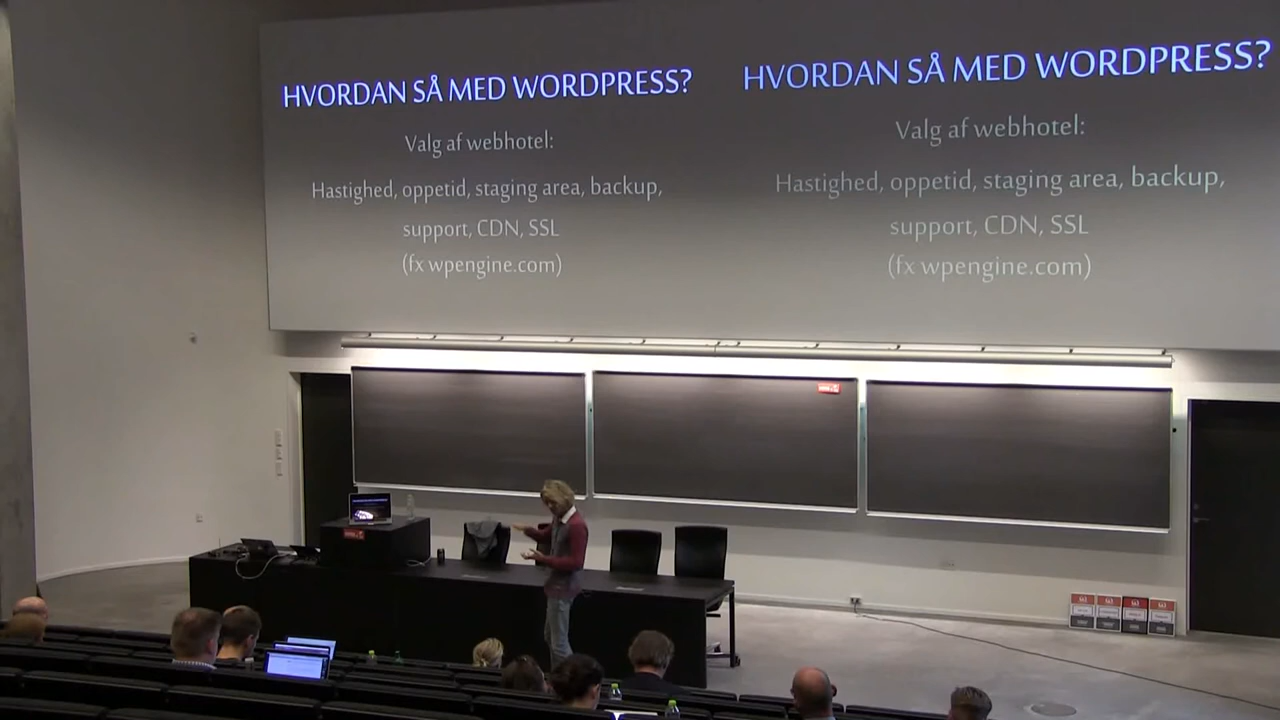 HVORDAN SÅ MED WORDPRESS?
Valg af webhotel:
Hastighed, oppetid, staging area, backup,
support, CDN, SSL
(fx wpengine.com)
HVORDAN SÅ MED WORDPRESS?
Valg af webhotel:
Hastighed, oppetid, staging area, backup,
support, CDN, SSL
(fx wpengine.com)